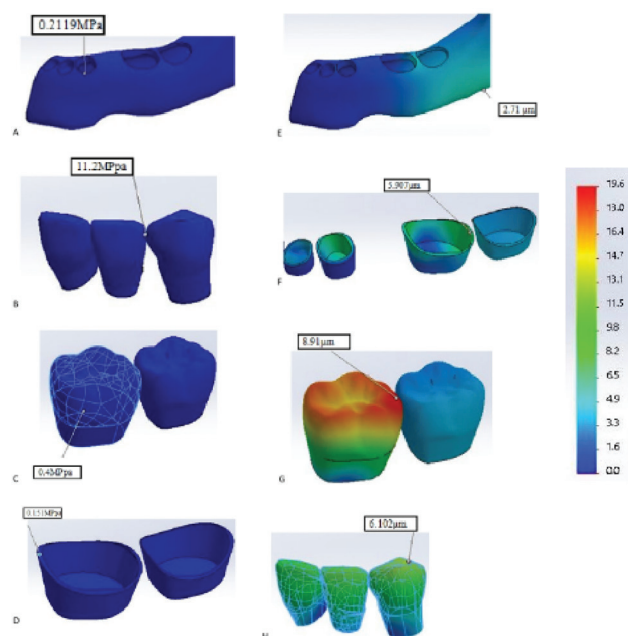 0.2119MPa
A
E
2.71 µm
11.2MPpa
B
5.907µm
F
C
0.4MPpa
8.91µm
G
0.151MPpa
D
6.102µm
H
19.6
13.0
16.4
14.7
13.1
11.5
9.8
8.2
6.5
4.9
3.3
1.6
0.0